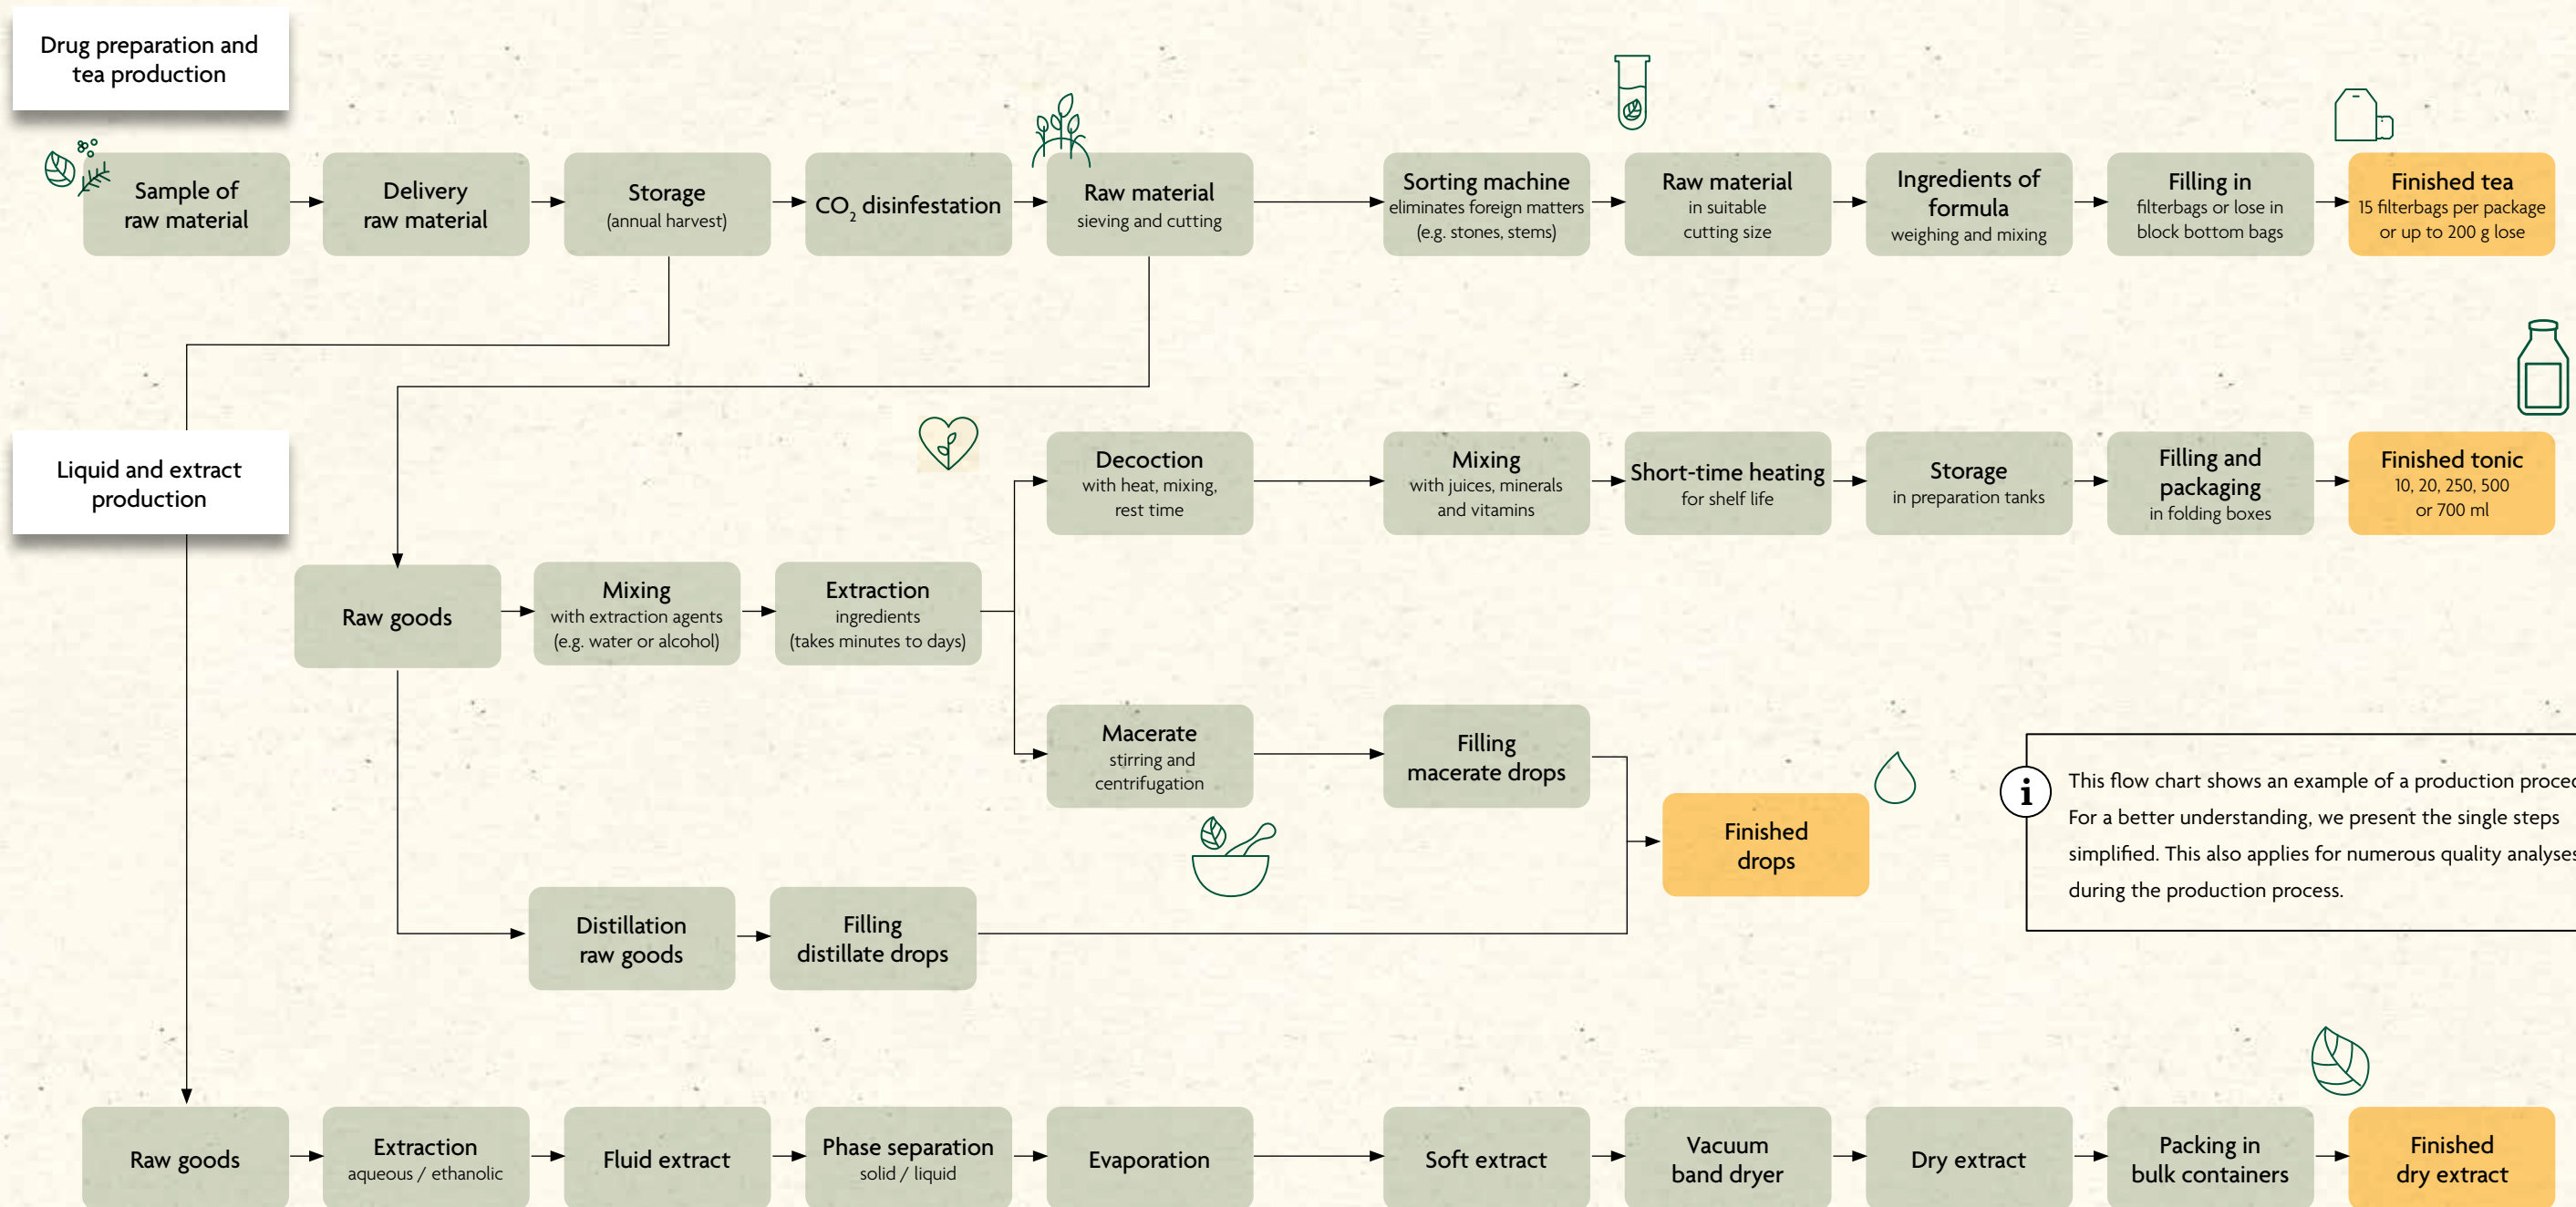 Drug preparation and
tea production
Sample of
raw material
Delivery
raw material
Storage
(annual harvest)
CO₂ disinfestation
Raw material
sieving and cutting
Sorting machine
eliminates foreign matters
(e.g. stones, stems)
Raw material
in suitable
cutting size
Ingredients of
formula
weighing and mixing
Filling in
filterbags or lose in
block bottom bags
Finished tea
15 filterbags per package
or up to 200 g lose
Liquid and extract
production
Decoction
with heat, mixing,
rest time
Mixing
with juices, minerals
and vitamins
Short-time heating
for shelf life
Storage
in preparation tanks
Filling and
packaging
in folding boxes
Finished tonic
10, 20, 250, 500
or 700 ml
Raw goods
Mixing
with extraction agents
(e.g. water or alcohol)
Extraction
ingredients
(takes minutes to days)
Macerate
stirring and
centrifugation
Filling
macerate drops
Finished
drops
i
This flow chart shows an example of a production
For a better understanding, we present the single steps
simplified. This also applies for numerous quality analyses
during the production process.
Distillation
raw goods
Filling
distillate drops
Raw goods
Extraction
aqueous / ethanolic
Fluid extract
Phase separation
solid / liquid
Evaporation
Soft extract
Vacuum
band dryer
Dry extract
Packing in
bulk containers
Finished
dry extract